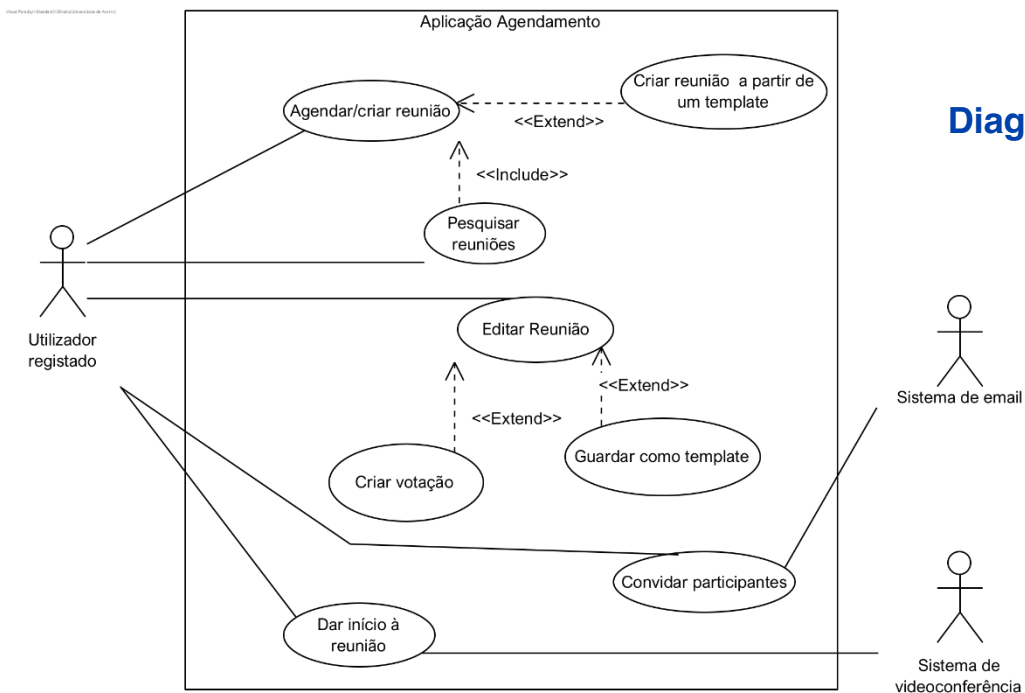 Aplicação Agendamento
Agendar/criar reunião
Criar reunião a partir de
um template
<<Extend>>
Diag
<<Include>>
Pesquisar
reuniões
Utilizador
registado
Editar Reunião
<<Extend>>
<<Extend>>
Sistema de email
Criar votação
Guardar como template
Convidar participantes
Dar início à
reunião
Sistema de
videoconferência